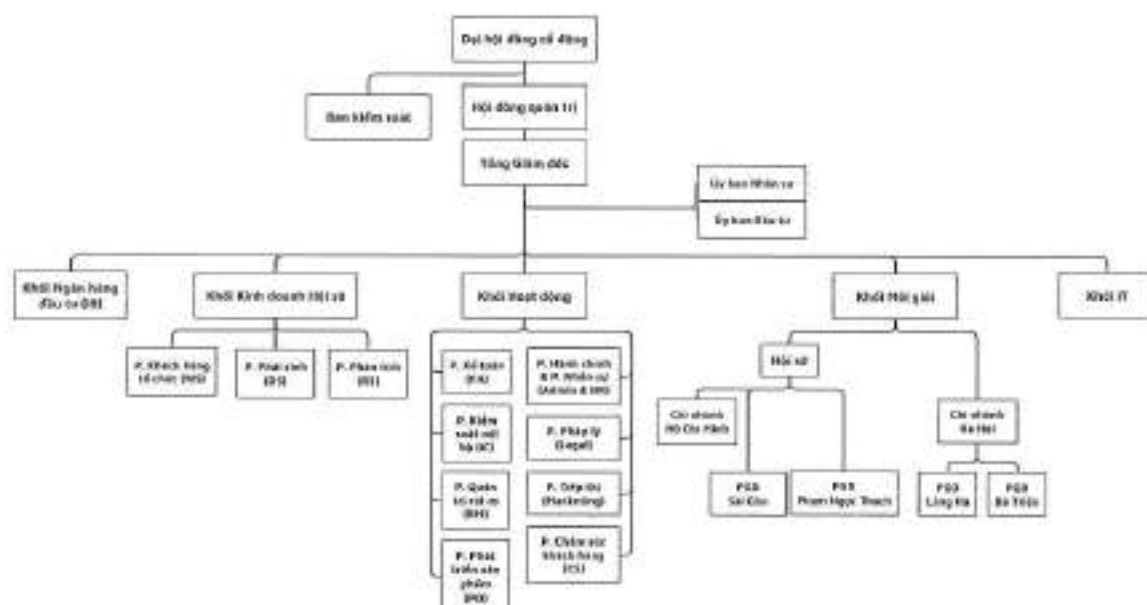 Đại hội đồng cổ đông
Ban kiểm soát
Hội đồng quản trị
Tổng Giám đốc
Ủy ban Nhân sự
Ủy ban Đầu tư
Khối Ngân hàng
đầu tư (IB)
Khối Kinh doanh Hội sở
Khối Hoạt động
Khối Môi giới
Khối IT
P. Khách hàng
tổ chức
P. Phái sinh
(DS)
P. Phân tích
P. Kế toán
P. Hành chính
& P. Nhân sự
(Admin & HR)
P. Kiểm
soát nội
bộ (IC)
P. Pháp lý
(Legal)
P. Quản
trị rủi ro
(RM)
P. Tiếp thị
(Marketing)
P. Phát
triển sản
phẩm
(PD)
P. Chăm sóc
khách hàng
(CS)
Hội sở
Chi nhánh
Hồ Chí Minh
PGD
Sài Gòn
PGD
Phạm Ngọc Thạch
Chi nhánh
Hà Nội
PGD
Láng Hạ
PGD
Bà Triệu